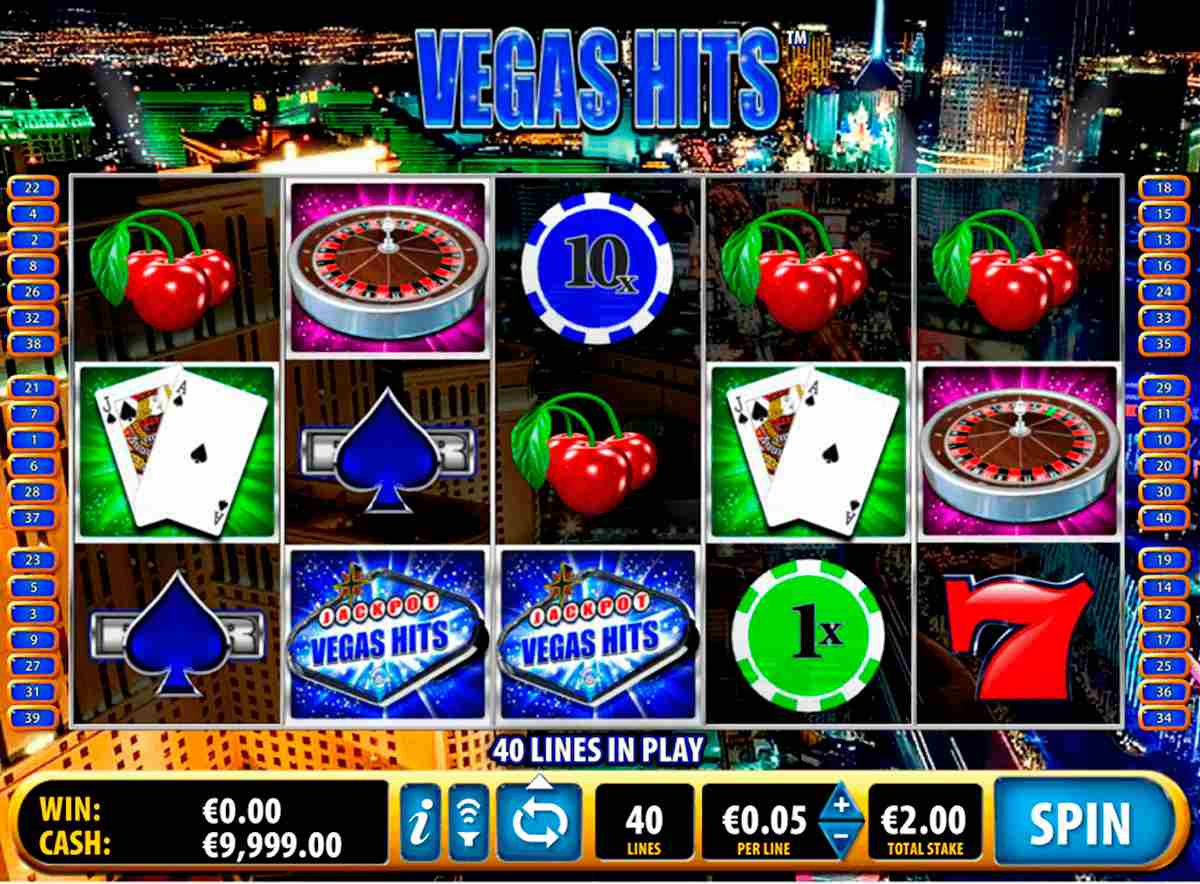 VEGAS HITS™
22
4
2
8
26
32
38
21
7
1
6
28
37
23
5
3
9
27
31
39
10x
J
A
A
J
A
A
JACKPOT
VEGAS HITS
JACKPOT
VEGAS HITS
1x
7
18
15
13
16
24
33
35
29
11
10
20
30
40
19
14
12
17
25
36
34
40 LINES IN PLAY
WIN: €0.00
CASH: €9,999.00
i
40
LINES
€0.05
PER LINE
+
−
€2.00
TOTAL STAKE
SPIN